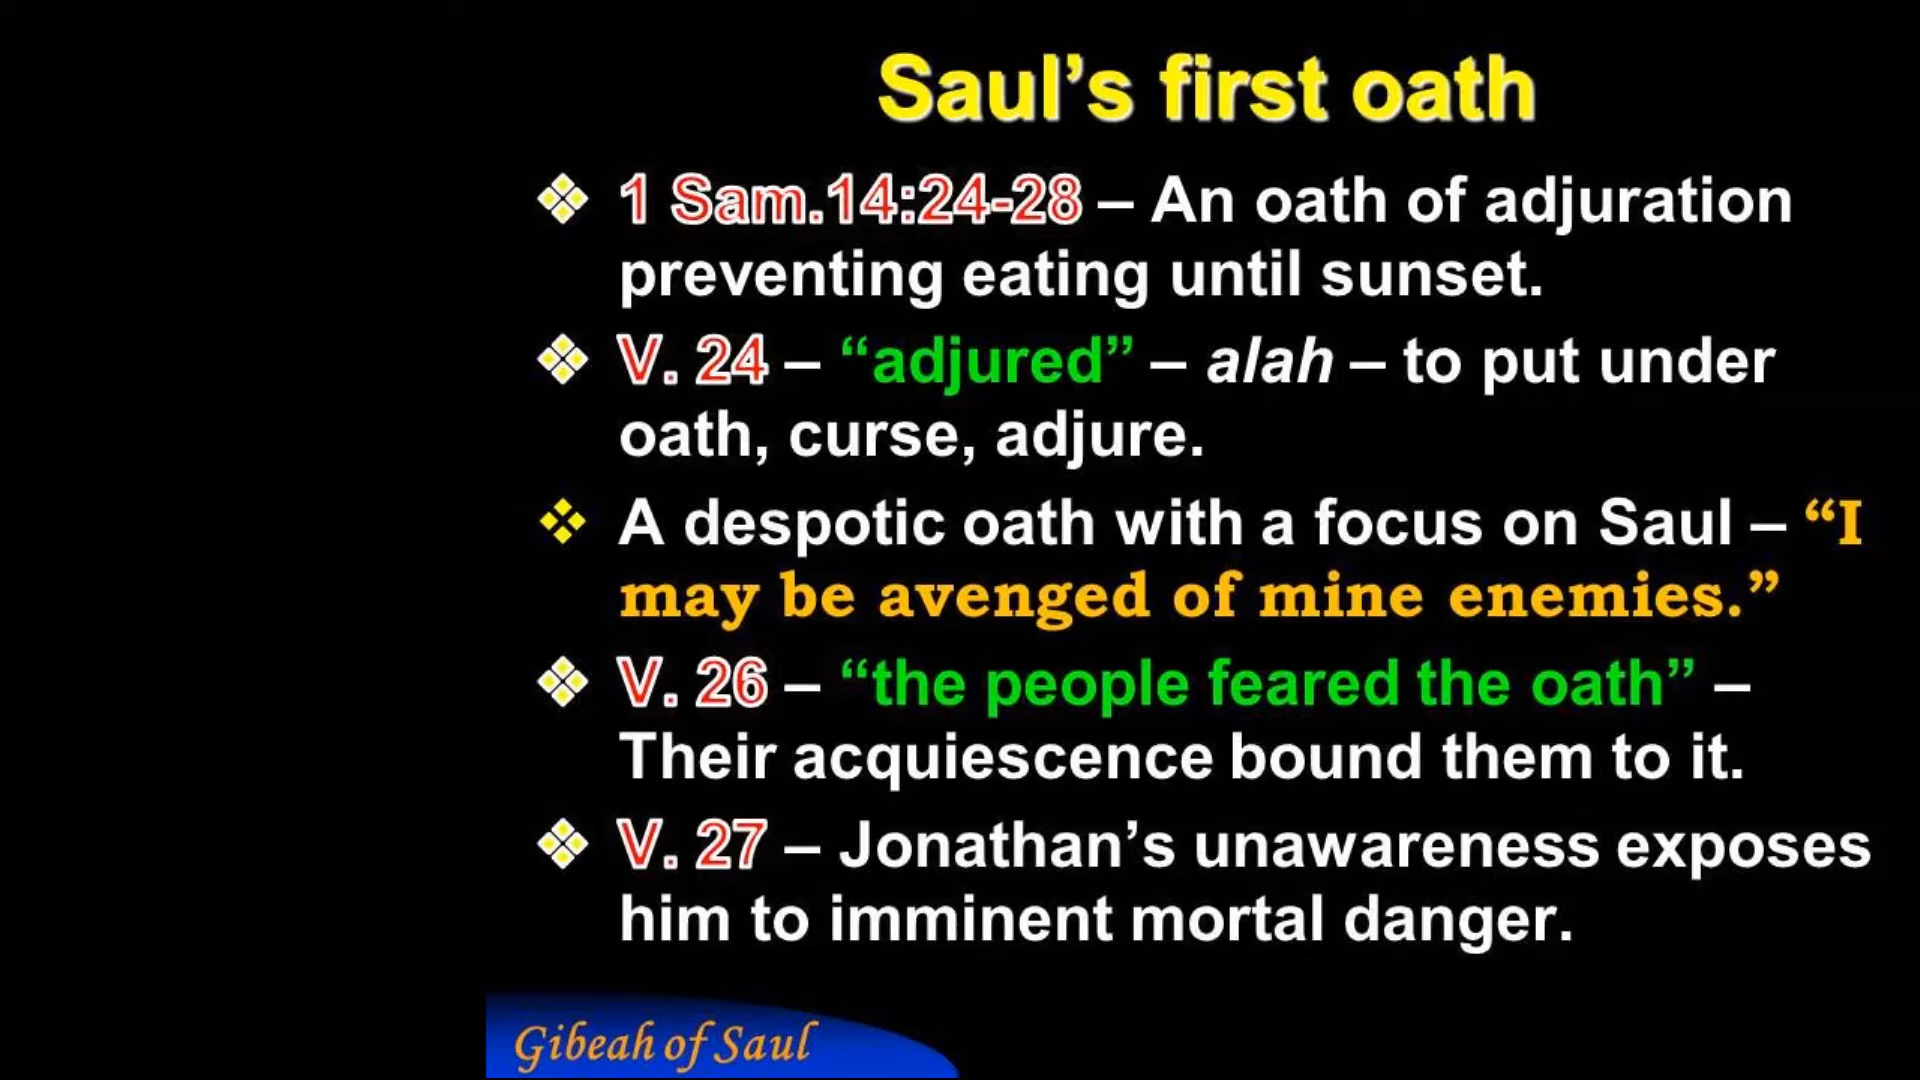 Saul’s first oath
❖ 1 Sam.14:24-28 – An oath of adjuration
preventing eating until sunset.
❖ V. 24 – “adjured” – alah – to put under
oath, curse, adjure.
❖ A despotic oath with a focus on Saul – “I
may be avenged of mine enemies.”
❖ V. 26 – “the people feared the oath” –
Their acquiescence bound them to it.
❖ V. 27 – Jonathan’s unawareness exposes
him to imminent mortal danger.
Gibeah of Saul